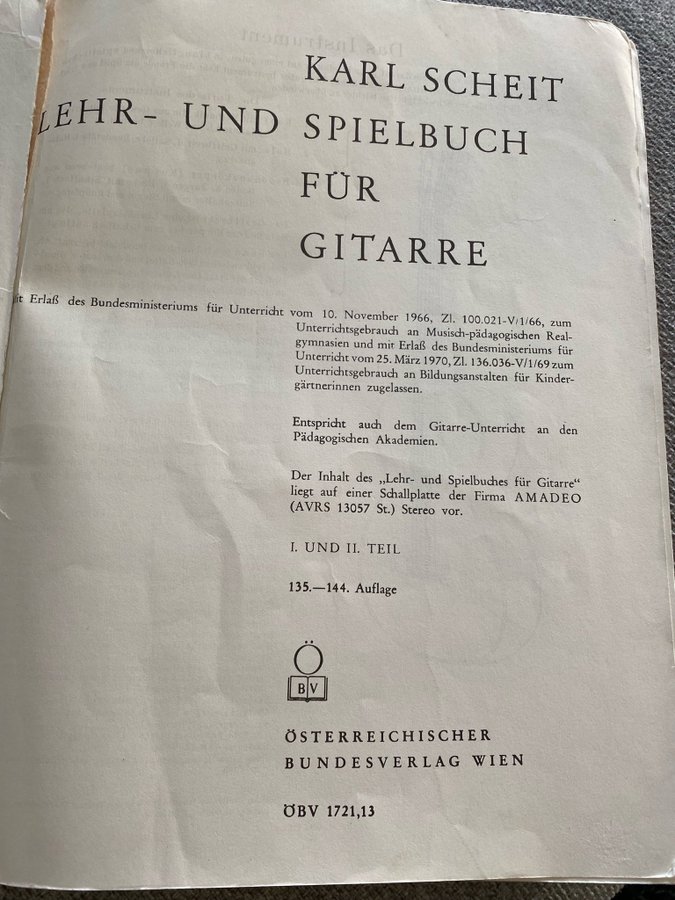 KARL SCHEIT
LEHR- UND SPIELBUCH
FÜR
GITARRE
it Erlaß des Bundesministeriums für Unterricht vom 10. November 1966, Zl. 100.021-V/1/66, zum
Unterrichtsgebrauch an Musisch-pädagogischen Real-
gymnasien und mit Erlaß des Bundesministeriums für
Unterricht vom 25. März 1970, Zl. 136.036-V/1/69 zum
Unterrichtsgebrauch an Bildungsanstalten für Kinder-
gärtnerinnen zugelassen.
Entspricht auch dem Gitarre-Unterricht an den
Pädagogischen Akademien.
Der Inhalt des „Lehr- und Spielbuches für Gitarre“
liegt auf einer Schallplatte der Firma AMADEO
(AVRS 13057 St.) Stereo vor.
I. UND II. TEIL
135.—144. Auflage
Ö
B V
ÖSTERREICHISCHER
BUNDESVERLAG WIEN
ÖBV 1721,13